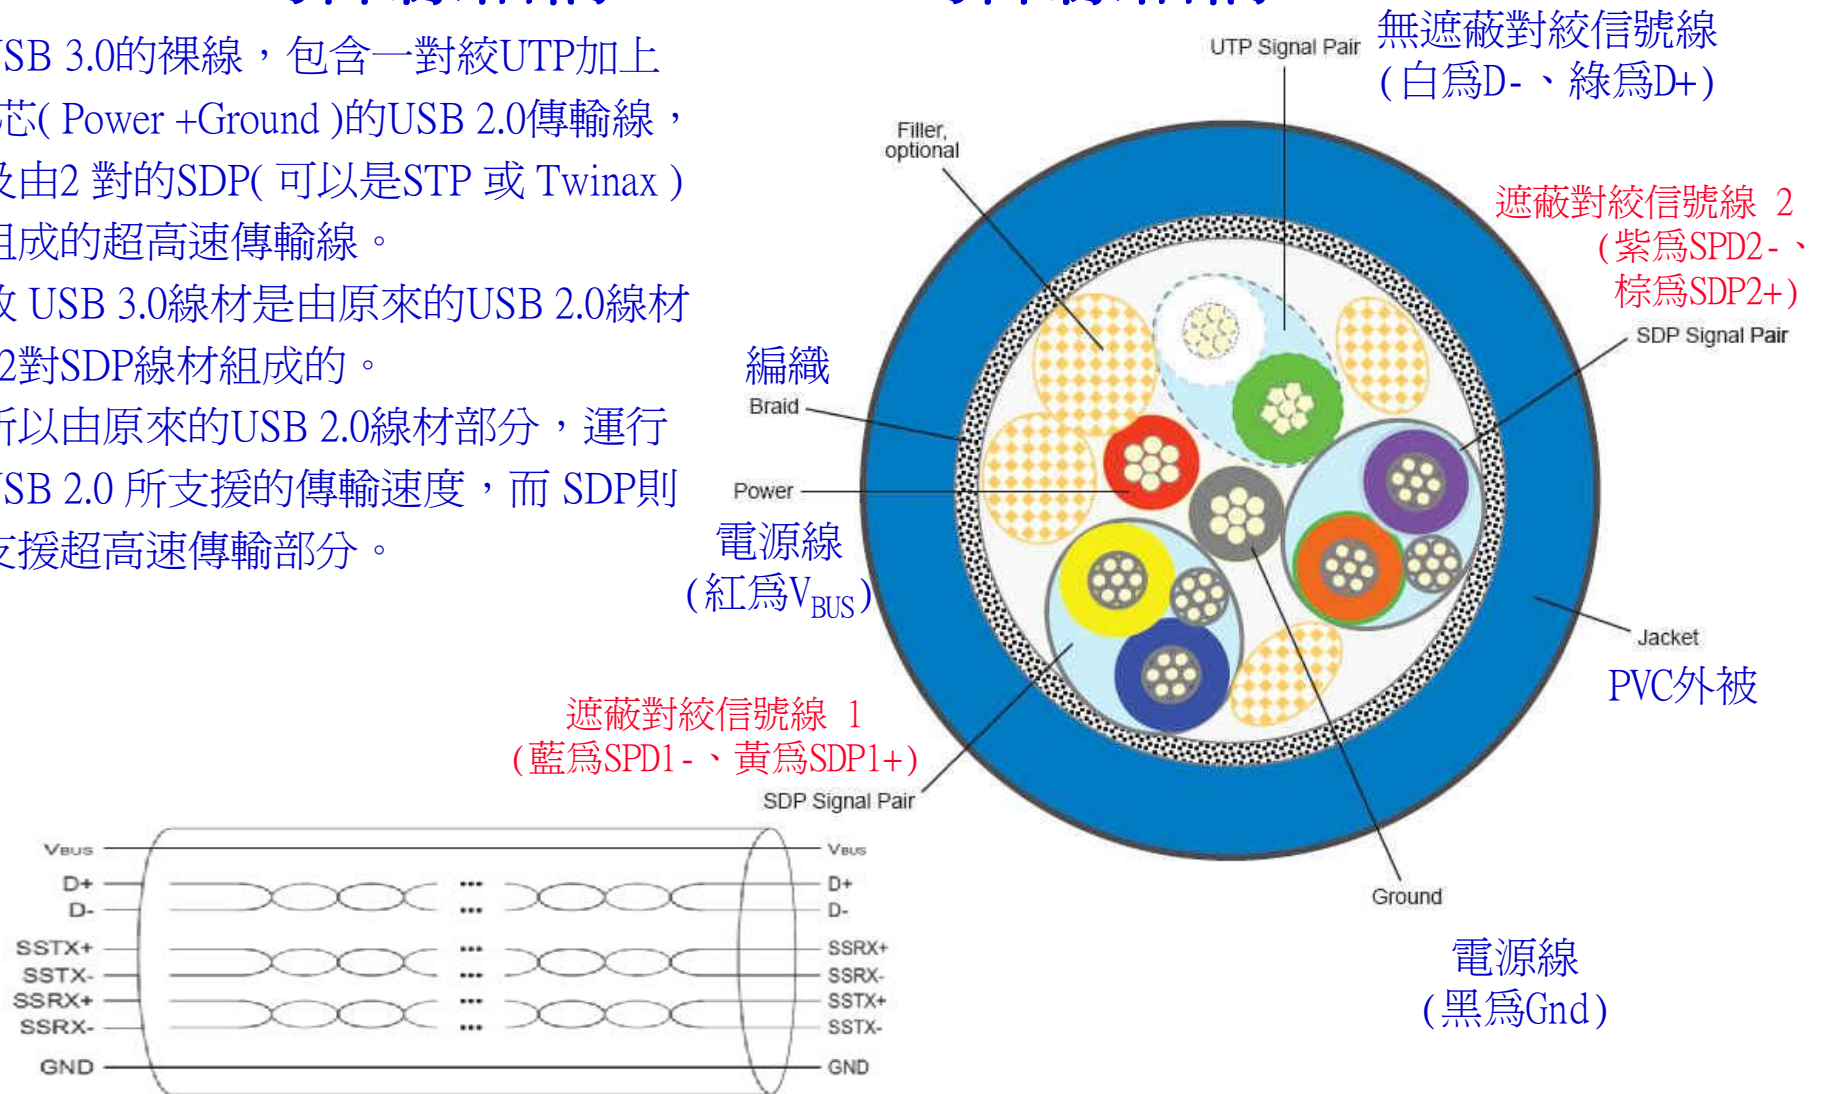 SB 3.0的裸線，包含一對絞UTP加上
芯( Power +Ground )的USB 2.0傳輸線，
及由2 對的SDP( 可以是STP 或 Twinax )
組成的超高速傳輸線。
故 USB 3.0線材是由原來的USB 2.0線材
2對SDP線材組成的。
所以由原來的USB 2.0線材部分，運行
USB 2.0 所支援的傳輸速度，而 SDP則
支援超高速傳輸部分。
UTP Signal Pair
無遮蔽對絞信號線
(白爲D-、綠爲D+)
Filler,
optional
遮蔽對絞信號線 2
(紫爲SPD2-、
棕爲SDP2+)
SDP Signal Pair
編織
Braid
Power
電源線
(紅爲VBUS)
Jacket
PVC外被
遮蔽對絞信號線 1
(藍爲SPD1-、黃爲SDP1+)
SDP Signal Pair
Ground
電源線
(黑爲Gnd)
VBUS VBUS
D+ ... D+
D- ... D-
SSTX+ ... SSRX+
SSTX- ... SSRX-
SSRX+ ... SSTX+
SSRX- ... SSTX-
GND GND